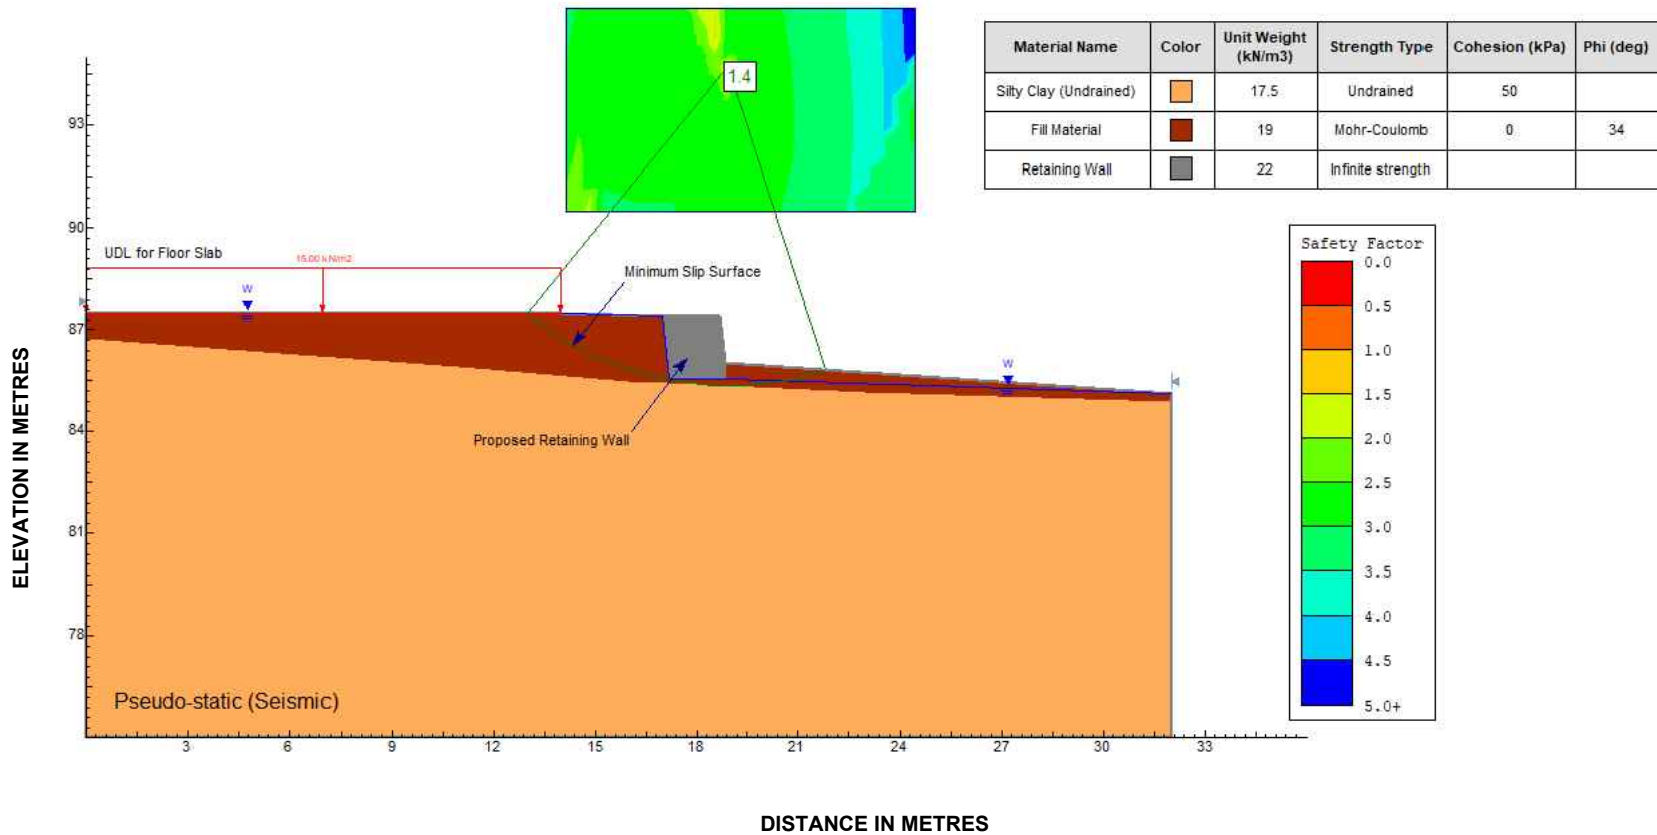 1.4
Material Name Color Unit Weight (kN/m3) Strength Type Cohesion (kPa) Phi (deg)
Silty Clay (Undrained) 17.5 Undrained 50
Fill Material 19 Mohr-Coulomb 0 34
Retaining Wall 22 Infinite strength
Safety Factor
0.0
0.5
1.0
1.5
2.0
2.5
3.0
3.5
4.0
4.5
5.0+
ELEVATION IN METRES
93
90
87
84
81
78
UDL for Floor Slab
15.00 kN/m2
W
Minimum Slip Surface
W
Proposed Retaining Wall
Pseudo-static (Seismic)
3 6 9 12 15 18 21 24 27 30 33
DISTANCE IN METRES